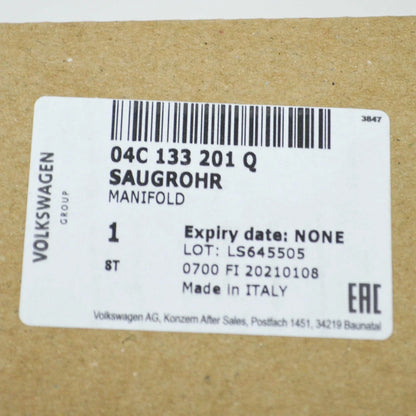 3847
04C 133 201 Q
SAUGROHR
MANIFOLD
VOLKSWAGEN
GROUP
1
ST
Expiry date: NONE
LOT: LS645505
0700 FI 20210108
Made in ITALY
EAC
Volkswagen AG, Konzern After Sales, Postfach 1451, 34219 Baunatal